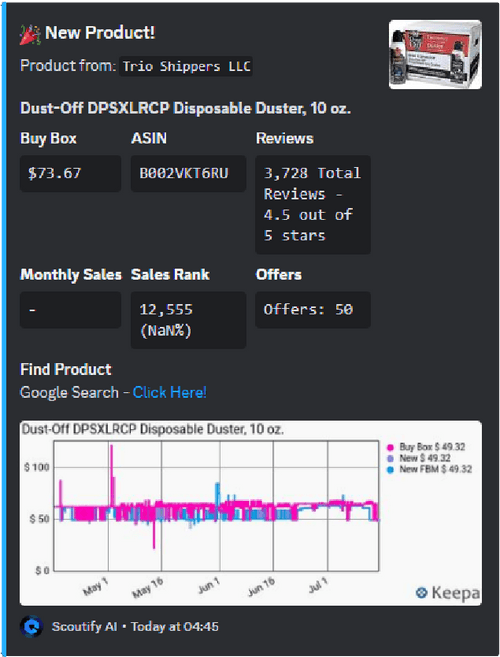 🎉 New Product!
Product from: Trio Shippers LLC
Dust-Off DPSXLRCP Disposable Duster, 10 oz.
Buy Box ASIN Reviews
$73.67 B002VKT6RU 3,728 Total
Reviews -
4.5 out of
5 stars
Monthly Sales Sales Rank Offers
- 12,555 Offers: 50
(NaN%)
Find Product
Google Search - Click Here!
Dust-Off DPSXLRCP Disposable Duster, 10 oz.
Buy Box $ 49.32
New $ 49.32
New FBM $ 49.32
$ 100
$ 50
$ 0
May 1 May 16 Jun 1 Jun 16 Jul 1
Keepa
Scoutify AI • Today at 04:45